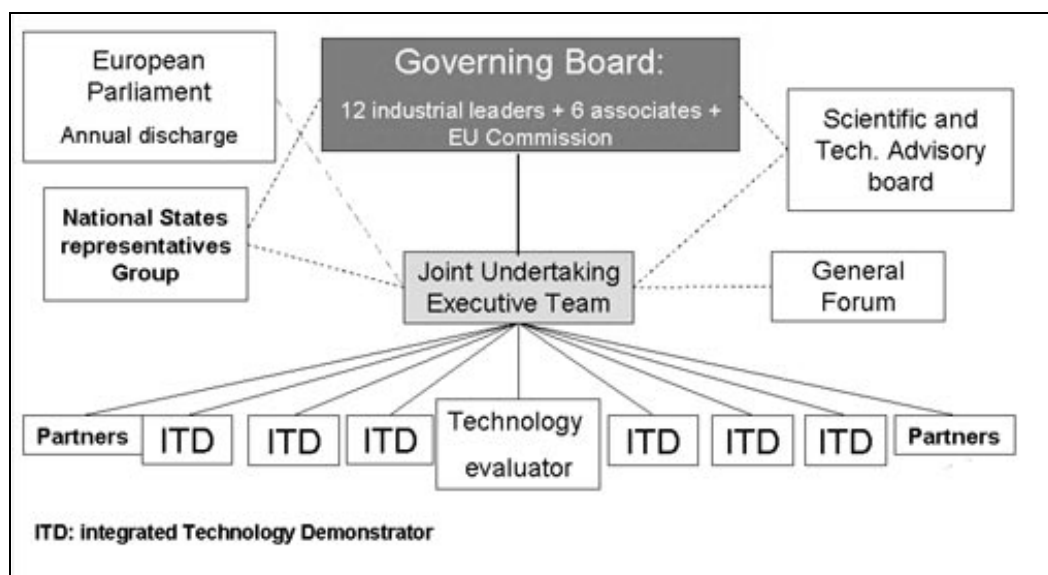 European
Parliament
Annual discharge
Governing Board:
12 industrial leaders + 6 associates +
EU Commission
Scientific and
Tech. Advisory
board
National States
representatives
Group
Joint Undertaking
Executive Team
General
Forum
Partners
ITD
ITD
ITD
Technology
evaluator
ITD
ITD
ITD
Partners
ITD: integrated Technology Demonstrator